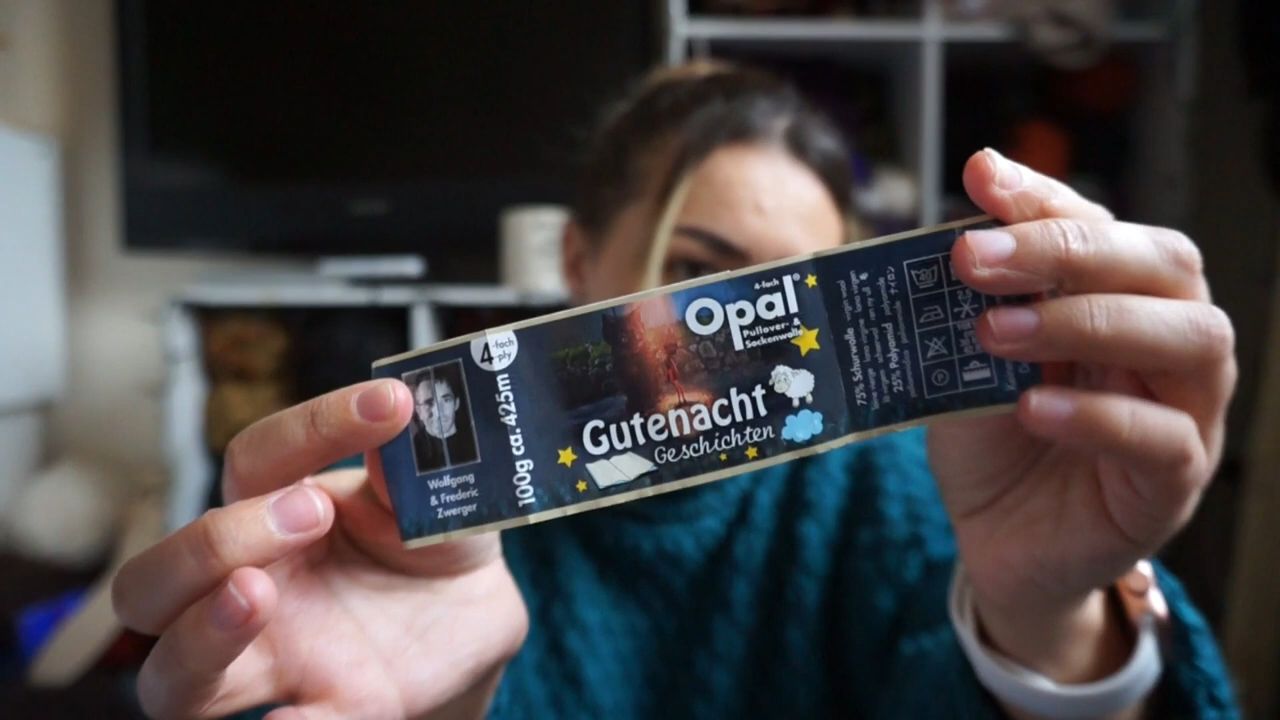 Wolfgang
& Frederic
Zwerger
4-fach
-ply
100g ca. 425m
4-fach
Opal®
Pullover- &
Sockenwolle
Gutenacht
Geschichten
75% Schurwolle
25% Polyamid